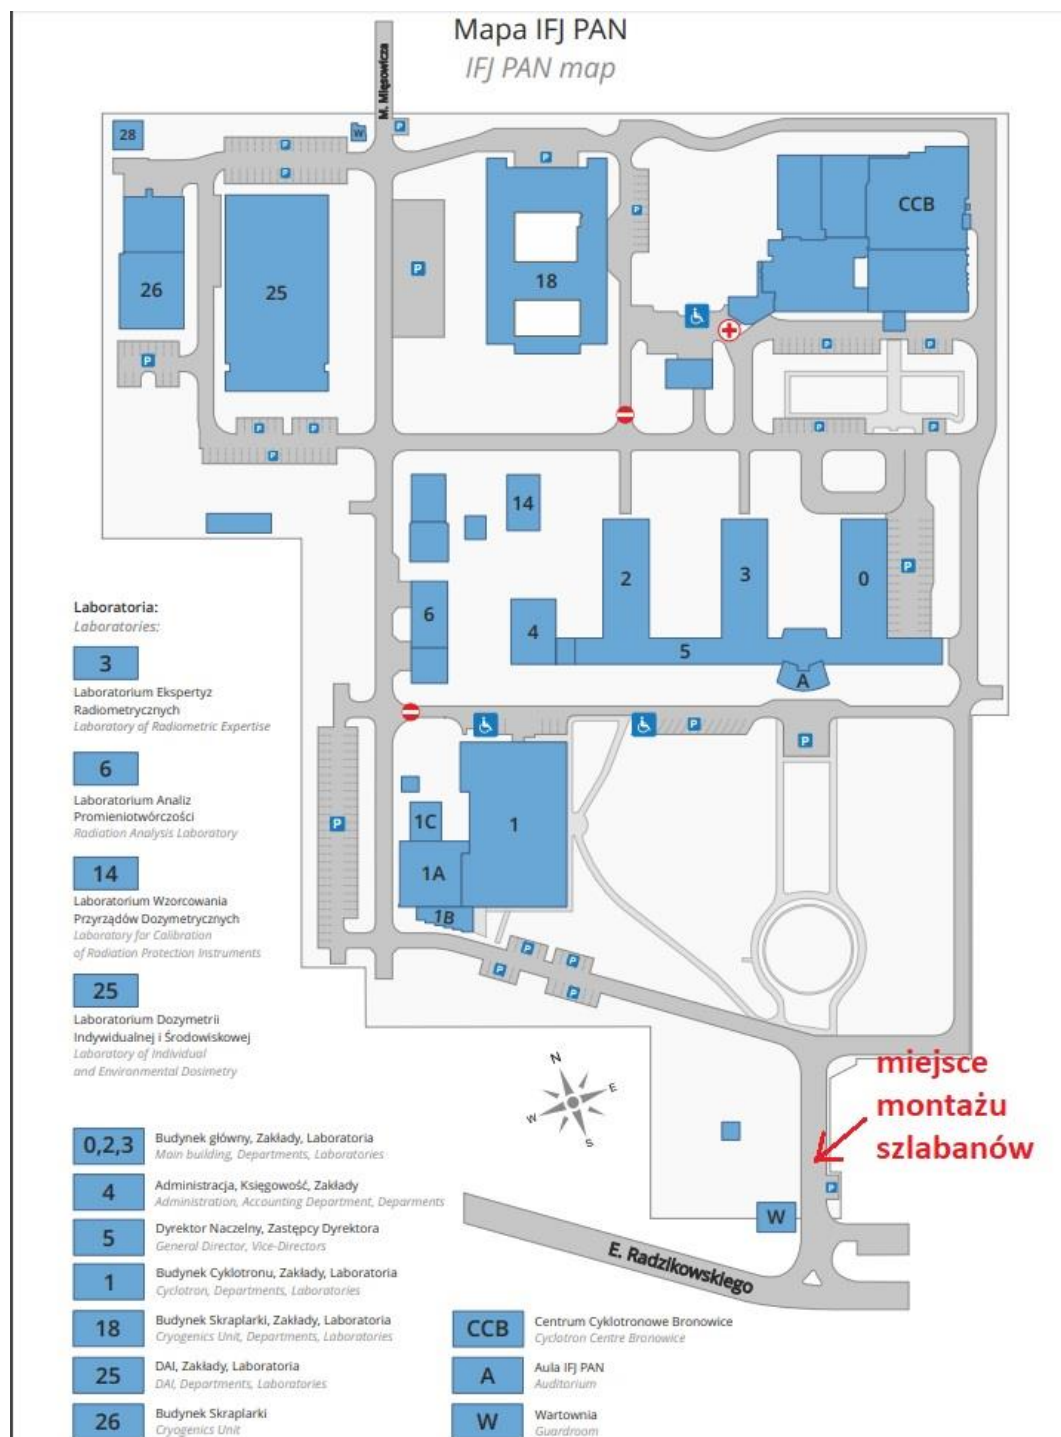 Mapa IFJ PAN
IFJ PAN map
M. Mięsowicza
28
W
P
P
P
P
CCB
P
26
25
P
18
P
P
P
P
P
P
P
P
P
14
2
3
0
P
6
4
5
A
Laboratoria:
Laboratories:
3
Laboratorium Ekspertyz
Radiometrycznych
Laboratory of Radiometric Expertise
6
Laboratorium Analiz
Promieniotwórczości
Radiation Analysis Laboratory
14
Laboratorium Wzorcowania
Przyrządów Dozymetrycznych
Laboratory for Calibration
of Radiation Protection Instruments
25
Laboratorium Dozymetrii
Indywidualnej i Środowiskowej
Laboratory of Individual
and Environmental Dosimetry
P
P
P
1C
1
1A
1B
P
P
P
P
N
E
W
S
miejsce
montażu
szlabanów
P
W
E. Radzikowskiego
0,2,3
Budynek główny, Zakłady, Laboratoria
Main building, Departments, Laboratories
4
Administracja, Księgowość, Zakłady
Administration, Accounting Department, Deparments
5
Dyrektor Naczelny, Zastępcy Dyrektora
General Director, Vice-Directors
1
Budynek Cyklotronu, Zakłady, Laboratoria
Cyclotron, Departments, Laboratories
18
Budynek Skraplarki, Zakłady, Laboratoria
Cryogenics Unit, Departments, Laboratories
25
DAI, Zakłady, Laboratoria
DAI, Departments, Laboratories
26
Budynek Skraplarki
Cryogenics Unit
CCB
Centrum Cyklotronowe Bronowice
Cyclotron Centre Bronowice
A
Aula IFJ PAN
Auditorium
W
Wartownia
Guardroom